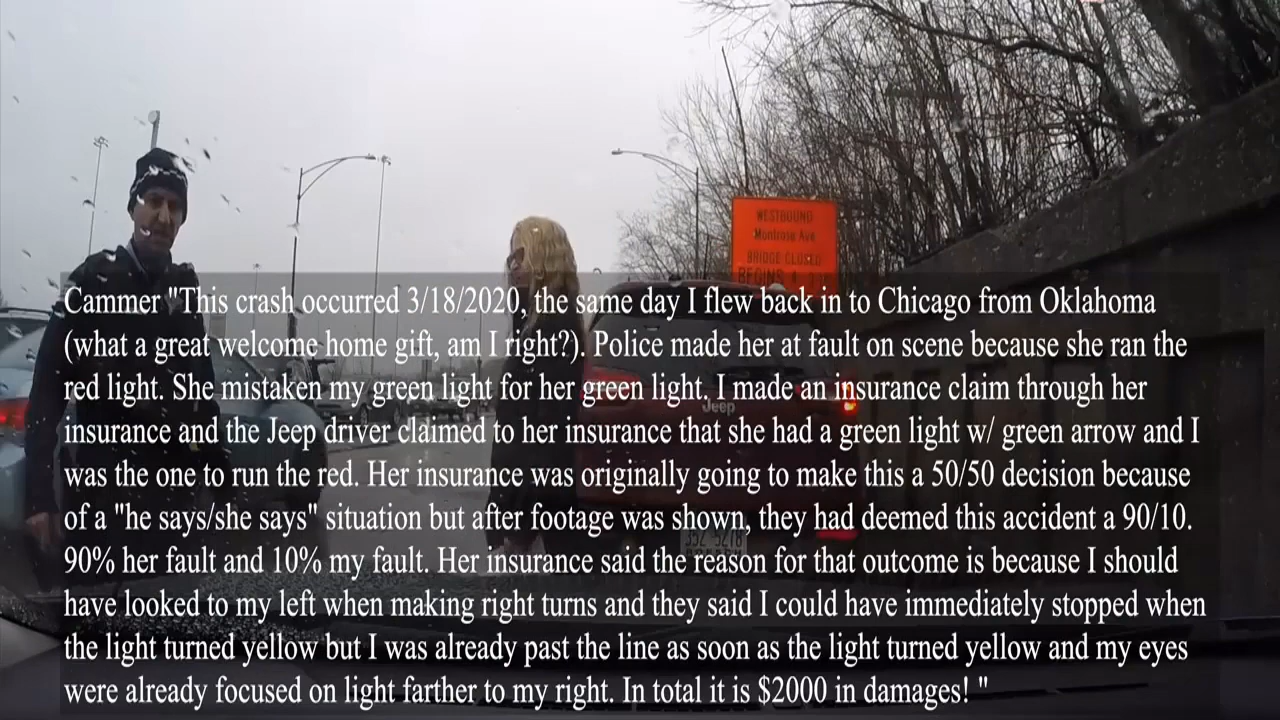 WESTBOUND
Montrose Ave
BRIDGE CLOSED
BEGINS
Cammer "This crash occurred 3/18/2020, the same day I flew back in to Chicago from Oklahoma
(what a great welcome home gift, am I right?). Police made her at fault on scene because she ran the
red light. She mistaken my green light for her green light. I made an insurance claim through her
insurance and the Jeep driver claimed to her insurance that she had a green light w/ green arrow and I
was the one to run the red. Her insurance was originally going to make this a 50/50 decision because
of a "he says/she says" situation but after footage was shown, they had deemed this accident a 90/10.
90% her fault and 10% my fault. Her insurance said the reason for that outcome is because I should
have looked to my left when making right turns and they said I could have immediately stopped when
the light turned yellow but I was already past the line as soon as the light turned yellow and my eyes
were already focused on light farther to my right. In total it is $2000 in damages! "
Jeep